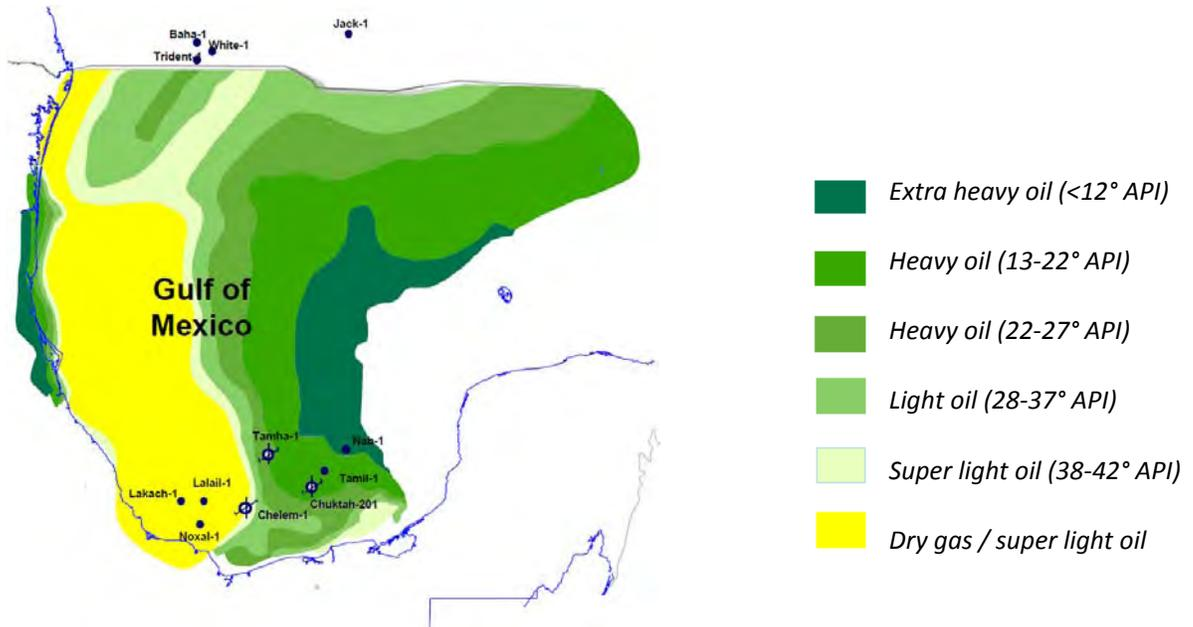 Jack-1
Baha-1
White-1
Trident-1
Gulf of
Mexico
Tamha-1
Nab-1
Tamil-1
Lakach-1
Lalail-1
Chuktah-201
Chelem-1
Noxal-1
Extra heavy oil (<12° API)
Heavy oil (13-22° API)
Heavy oil (22-27° API)
Light oil (28-37° API)
Super light oil (38-42° API)
Dry gas / super light oil